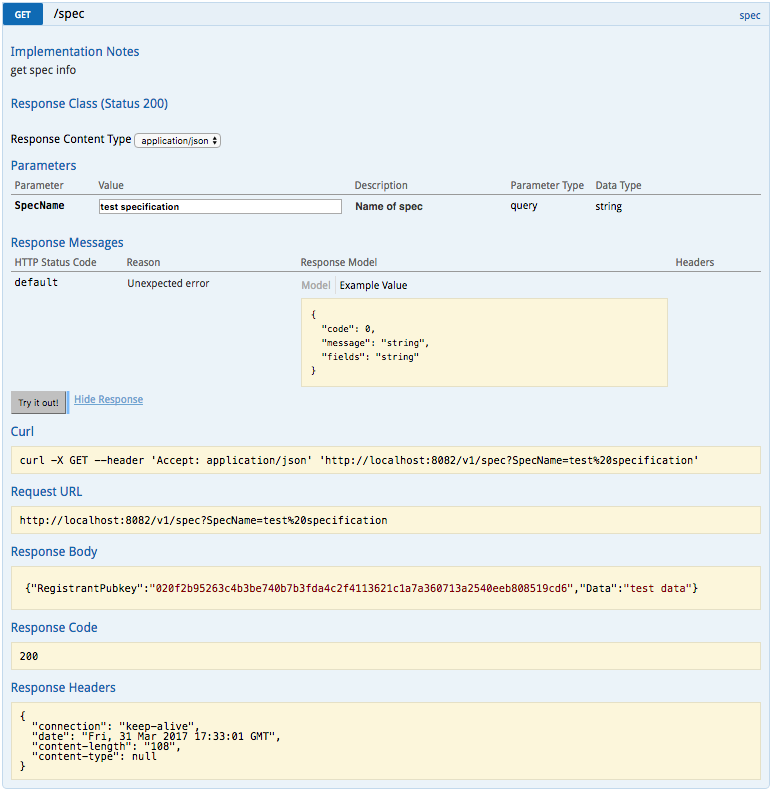 GET /spec spec
Implementation Notes
get spec info
Response Class (Status 200)
Response Content Type application/json
Parameters
Parameter Value Description Parameter Type Data Type
SpecName test specification Name of spec query string
Response Messages
HTTP Status Code Reason Response Model Headers
default Unexpected error Model Example Value
{
"code": 0,
"message": "string",
"fields": "string"
}
Try it out! Hide Response
Curl
curl -X GET --header 'Accept: application/json' 'http://localhost:8082/v1/spec?SpecName=test%20specification'
Request URL
http://localhost:8082/v1/spec?SpecName=test%20specification
Response Body
{"RegistrantPubkey":"020f2b95263c4b3be740b7b3fda4c2f4113621c1a7a360713a2540eeb808519cd6","Data":"test data"}
Response Code
200
Response Headers
{
"connection": "keep-alive",
"date": "Fri, 31 Mar 2017 17:33:01 GMT",
"content-length": "108",
"content-type": null
}